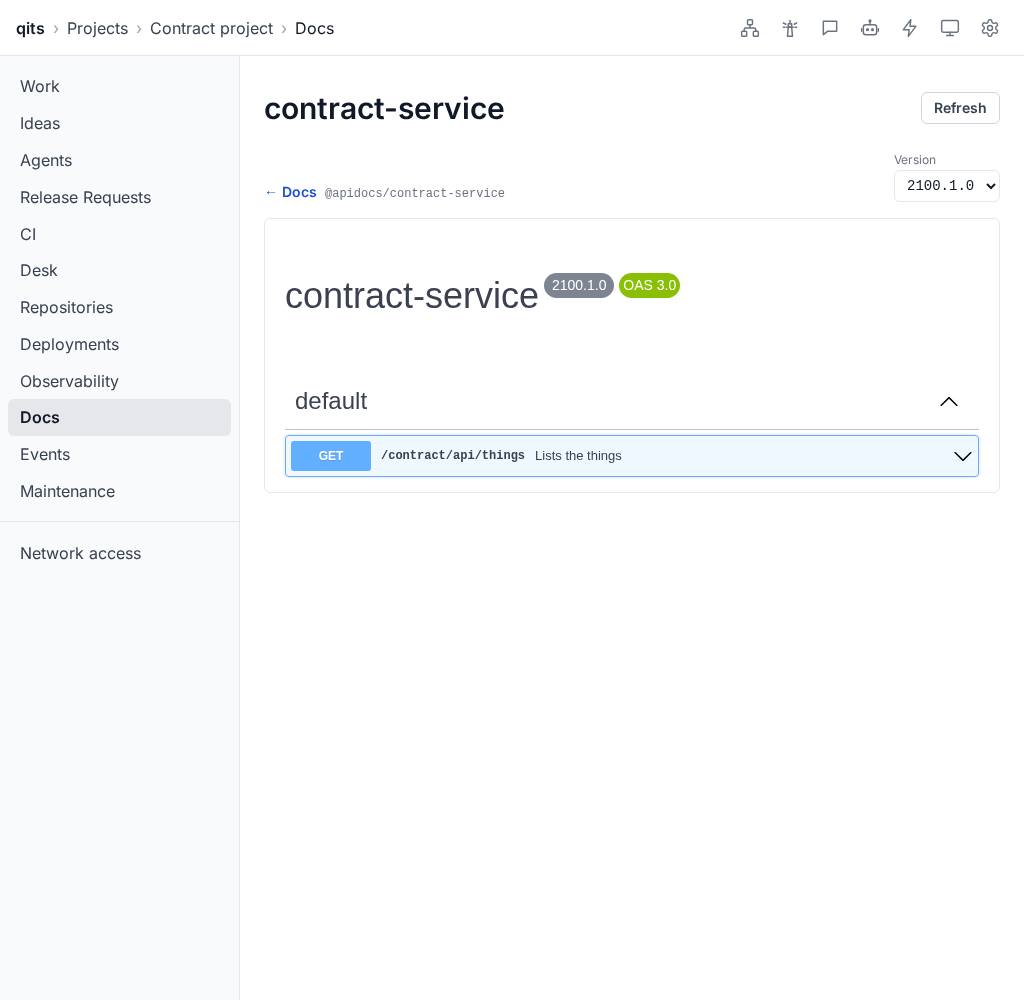 qits › Projects › Contract project › Docs
Work
Ideas
Agents
Release Requests
CI
Desk
Repositories
Deployments
Observability
Docs
Events
Maintenance
Network access
contract-service
Refresh
Version
← Docs @apidocs/contract-service
2100.1.0
contract-service 2100.1.0 OAS 3.0
default
GET /contract/api/things Lists the things